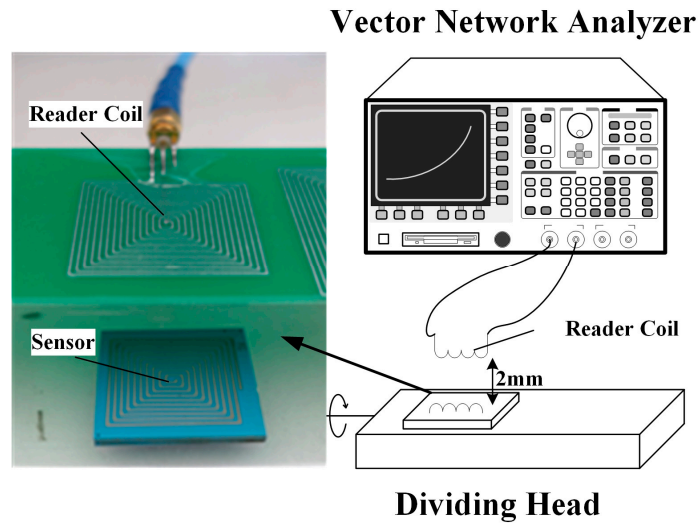 Vector Network Analyzer
Reader Coil
Sensor
Reader Coil
2mm
Dividing Head